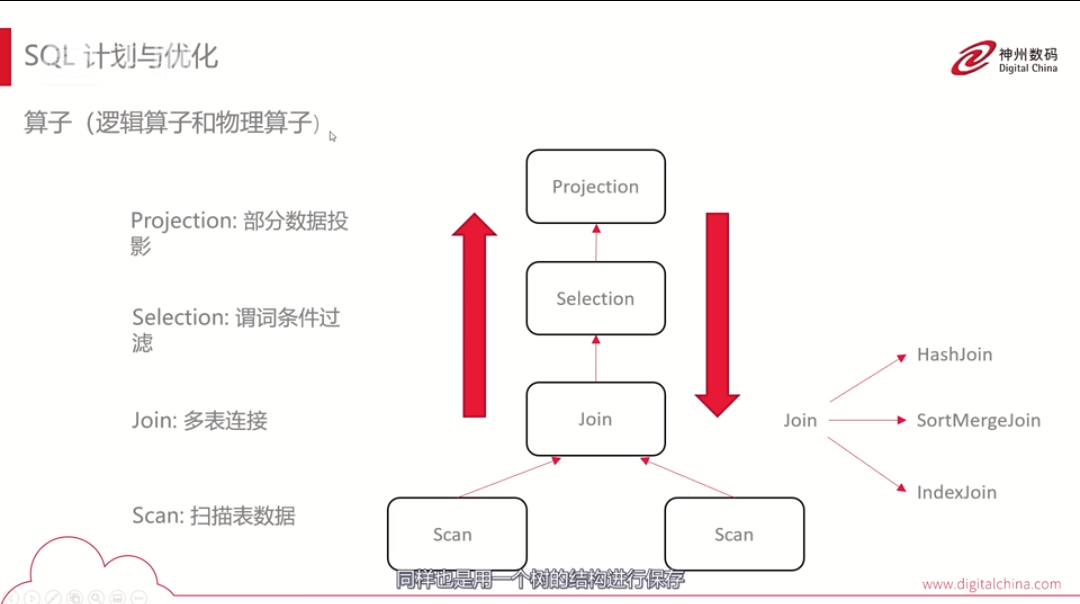 SQL 计划与优化
神州数码
Digital China
算子（逻辑算子和物理算子）
Projection
Projection: 部分数据投
影
Selection
Selection: 谓词条件过
滤
HashJoin
Join: 多表连接
Join
Join
SortMergeJoin
IndexJoin
Scan: 扫描表数据
Scan
Scan
同样也是用一个树的结构进行保存
www.digitalchina.com